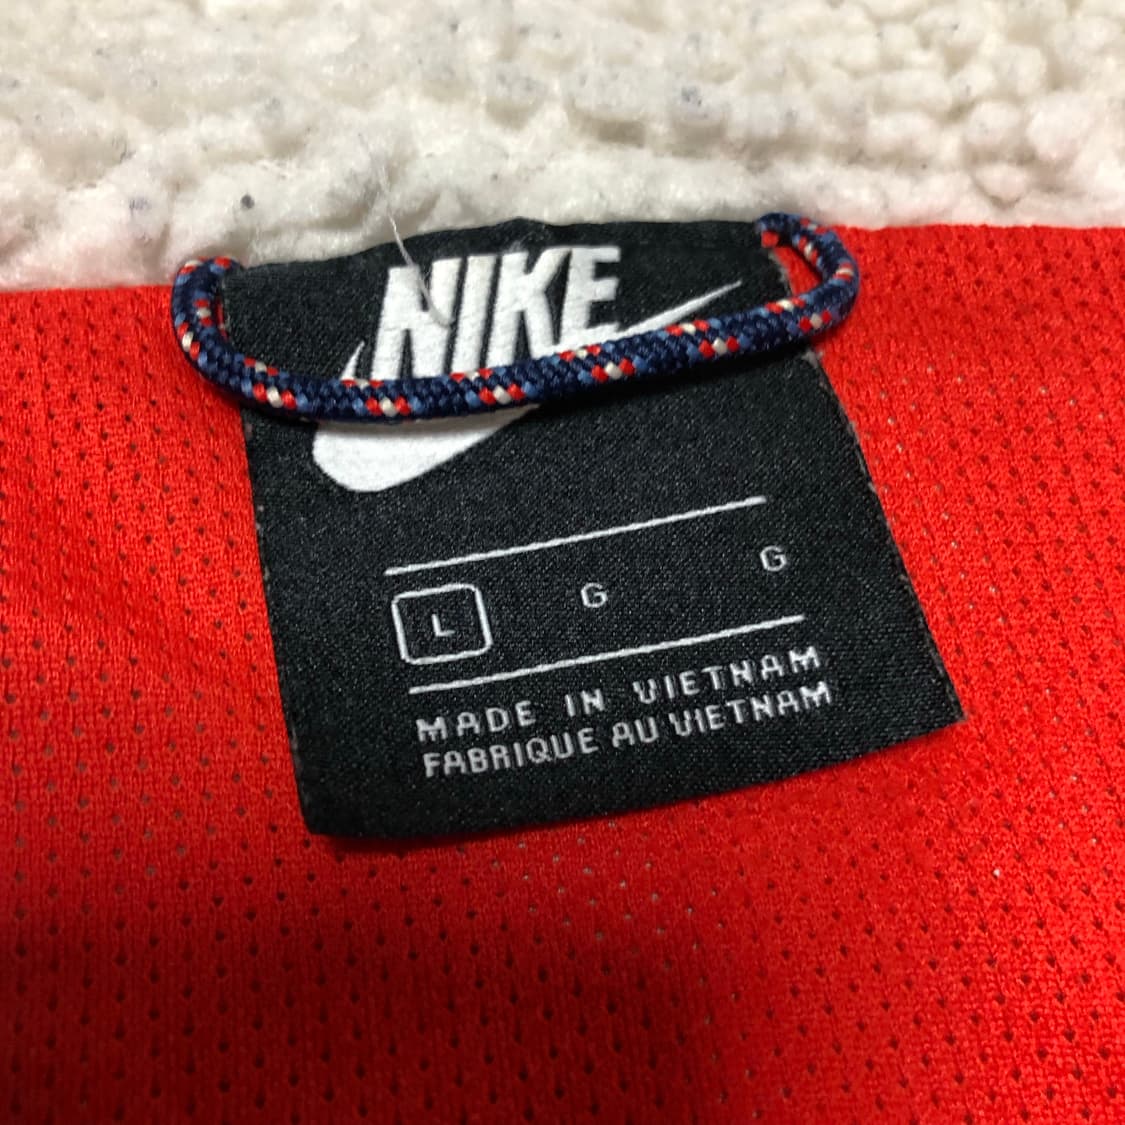 NIKE
L G G
MADE IN VIETNAM
FABRIQUE AU VIETNAM